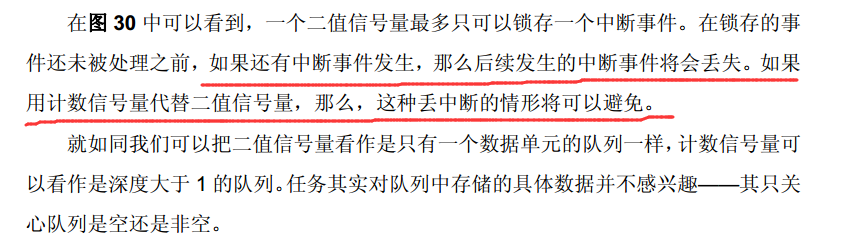 在图 30 中可以看到，一个二值信号量最多只可以锁存一个中断事件。在锁存的事
件还未被处理之前，如果还有中断事件发生，那么后续发生的中断事件将会丢失。如果
用计数信号量代替二值信号量，那么，这种丢中断的情形将可以避免。
就如同我们可以把二值信号量看作是只有一个数据单元的队列一样，计数信号量可
以看作是深度大于 1 的队列。任务其实对队列中存储的具体数据并不感兴趣——其只关
心队列是空还是非空。